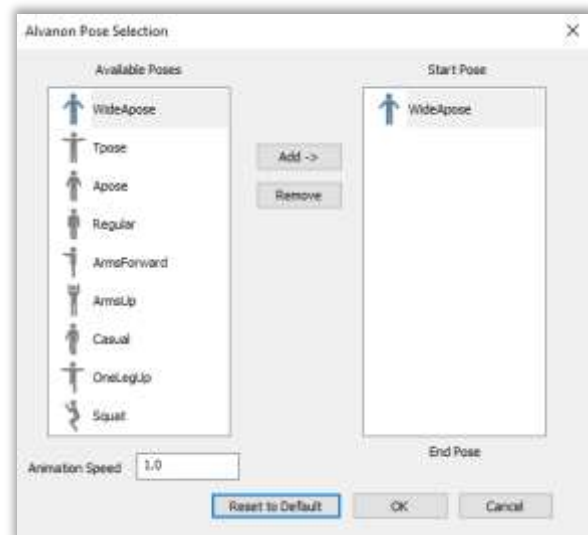 Alvanon Pose Selection
Available Poses
Start Pose
WideApose
Tpose
Apose
Regular
ArmsForward
ArmsUp
Casual
OneLegUp
Squat
Add ->
Remove
WideApose
End Pose
Animation Speed 1.0
Reset to Default OK Cancel